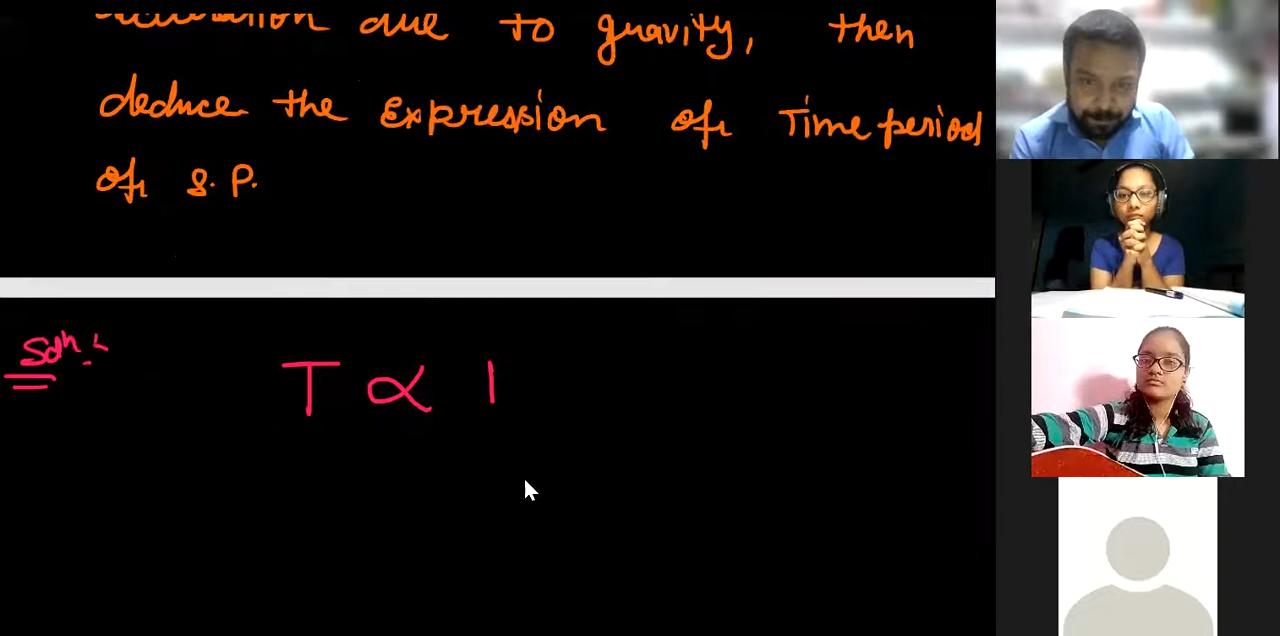 due to gravity, then
deduce the Expression of Time period
of S.P.
Soln :-
T ∝ l